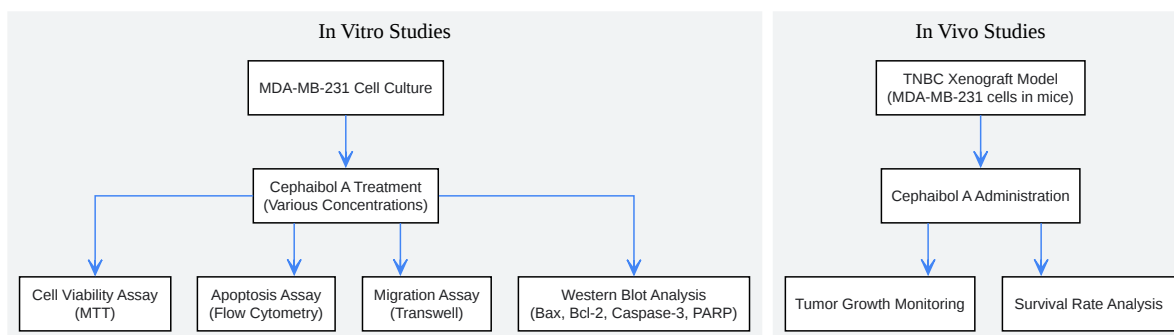 In Vitro Studies
MDA-MB-231 Cell Culture
Cephaibol A Treatment
(Various Concentrations)
Cell Viability Assay
(MTT)
Apoptosis Assay
(Flow Cytometry)
Migration Assay
(Transwell)
Western Blot Analysis
(Bax, Bcl-2, Caspase-3, PARP)
In Vivo Studies
TNBC Xenograft Model
(MDA-MB-231 cells in mice)
Cephaibol A Administration
Tumor Growth Monitoring
Survival Rate Analysis